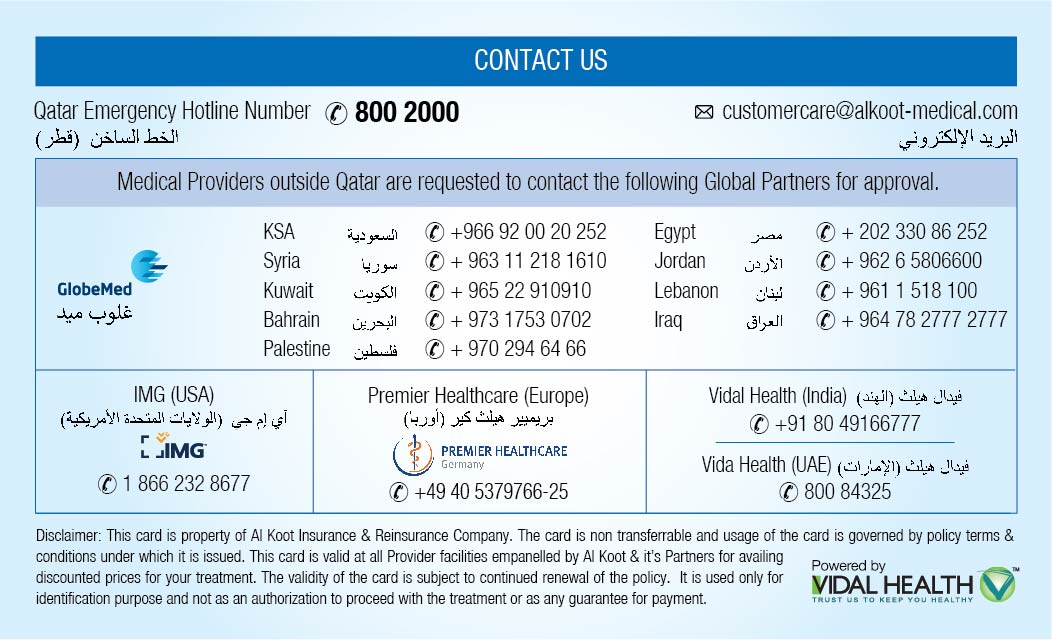 CONTACT US
Qatar Emergency Hotline Number 800 2000
الخط الساخن (قطر)
customercare@alkoot-medical.com
البريد الإلكتروني
Medical Providers outside Qatar are requested to contact the following Global Partners for approval.
GlobeMed
غلوب ميد
KSA السعودية +966 92 00 20 252
Syria سوريا + 963 11 218 1610
Kuwait الكويت + 965 22 910910
Bahrain البحرين + 973 1753 0702
Palestine فلسطين + 970 294 64 66
Egypt مصر + 202 330 86 252
Jordan الأردن + 962 6 5806600
Lebanon لبنان + 961 1 518 100
Iraq العراق + 964 78 2777 2777
IMG (USA)
آي إم جي (الولايات المتحدة الأمريكية)
IMG
1 866 232 8677
Premier Healthcare (Europe)
بريميير هيلث كير (أوربا)
PREMIER HEALTHCARE
Germany
+49 40 5379766-25
Vidal Health (India) فيدال هيلث (الهند)
+91 80 49166777
Vida Health (UAE) فيدال هيلث (الإمارات)
800 84325
Disclaimer: This card is property of Al Koot Insurance & Reinsurance Company. The card is non transferrable and usage of the card is governed by policy terms &
conditions under which it is issued. This card is valid at all Provider facilities empanelled by Al Koot & it's Partners for availing
discounted prices for your treatment. The validity of the card is subject to continued renewal of the policy. It is used only for
identification purpose and not as an authorization to proceed with the treatment or as any guarantee for payment.
Powered by
VIDAL HEALTH TM
TRUST US TO KEEP YOU HEALTHY